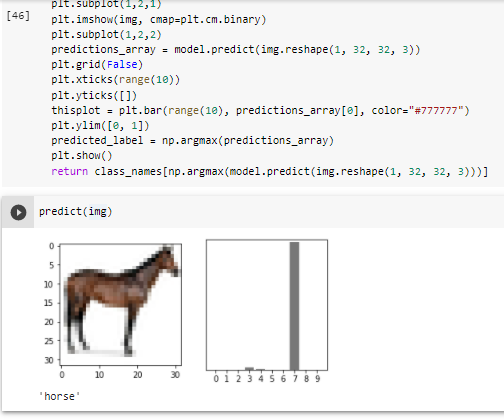 plt.subplot(1,2,1)
[46] plt.imshow(img, cmap=plt.cm.binary)
plt.subplot(1,2,2)
predictions_array = model.predict(img.reshape(1, 32, 32, 3))
plt.grid(False)
plt.xticks(range(10))
plt.yticks([])
thisplot = plt.bar(range(10), predictions_array[0], color="#777777")
plt.ylim([0, 1])
predicted_label = np.argmax(predictions_array)
plt.show()
return class_names[np.argmax(model.predict(img.reshape(1, 32, 32, 3)))]
predict(img)
0
5
10
15
20
25
30
0 10 20 30
0 1 2 3 4 5 6 7 8 9
'horse'